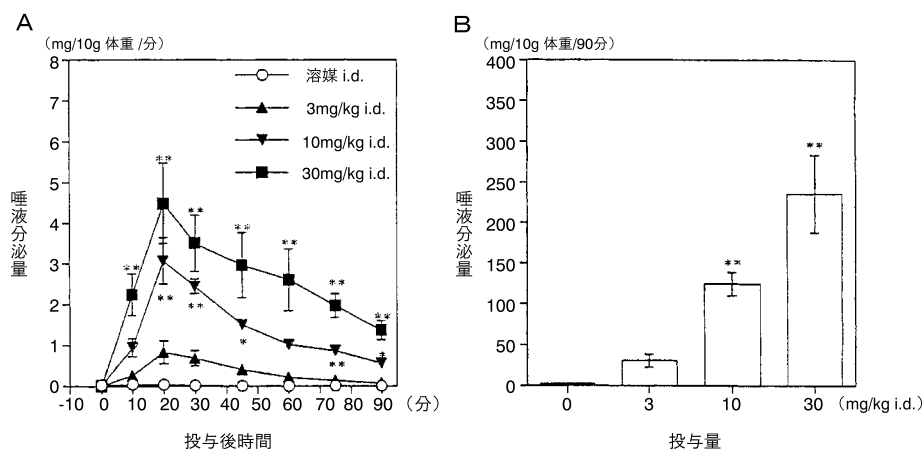 A
（mg/10g 体重 /分）
8
7
6
5
4
3
2
1
0
唾液分泌量
溶媒 i.d.
3mg/kg i.d.
10mg/kg i.d.
30mg/kg i.d.
**
**
**
**
**
**
**
**
**
*
**
*
-10 0 10 20 30 40 50 60 70 80 90 （分）
投与後時間
B
（mg/10g 体重/90分）
400
350
300
250
200
150
100
50
0
唾液分泌量
**
**
0 3 10 30 (mg/kg i.d.)
投与量